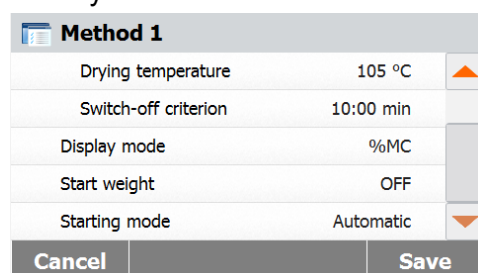 Method 1
Drying temperature 105 ºC
Switch-off criterion 10:00 min
Display mode %MC
Start weight OFF
Starting mode Automatic
Cancel Save